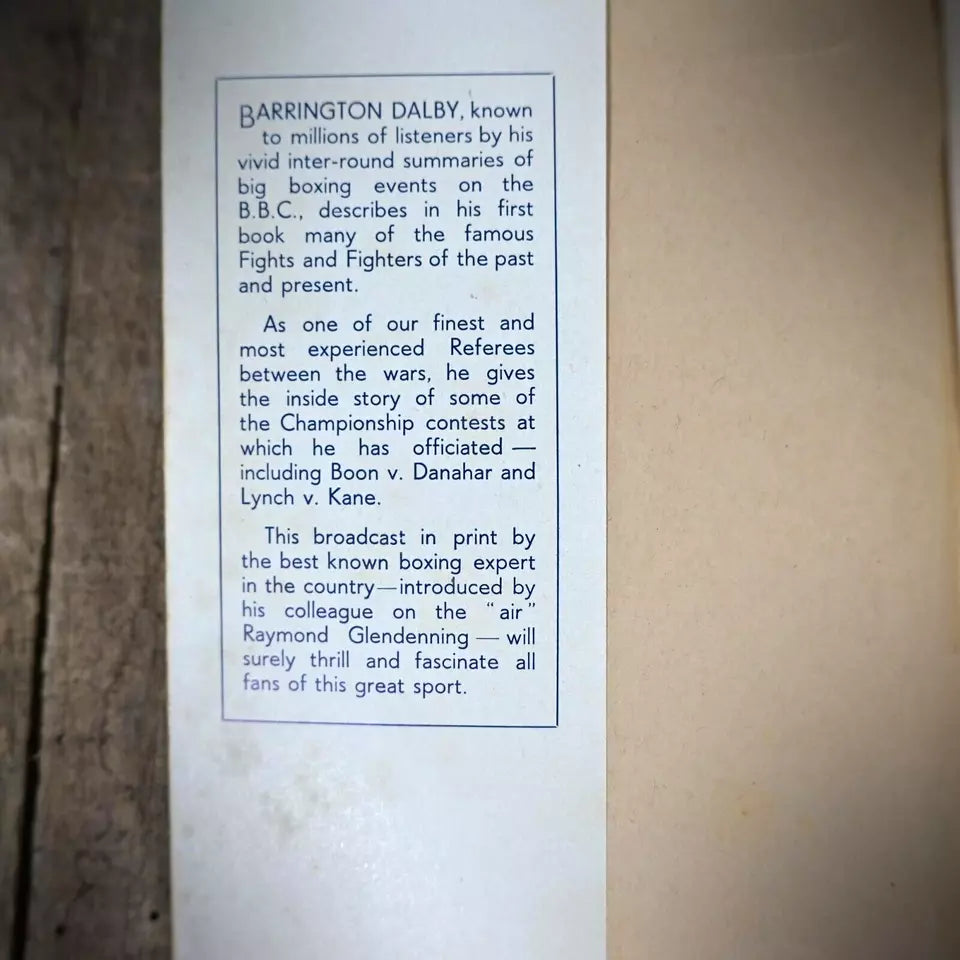 BARRINGTON DALBY, known
to millions of listeners by his
vivid inter-round summaries of
big boxing events on the
B.B.C., describes in his first
book many of the famous
Fights and Fighters of the past
and present.
As one of our finest and
most experienced Referees
between the wars, he gives
the inside story of some of
the Championship contests at
which he has officiated —
including Boon v. Danahar and
Lynch v. Kane.
This broadcast in print by
the best known boxing expert
in the country—introduced by
his colleague on the “air”
Raymond Glendenning — will
surely thrill and fascinate all
fans of this great sport.